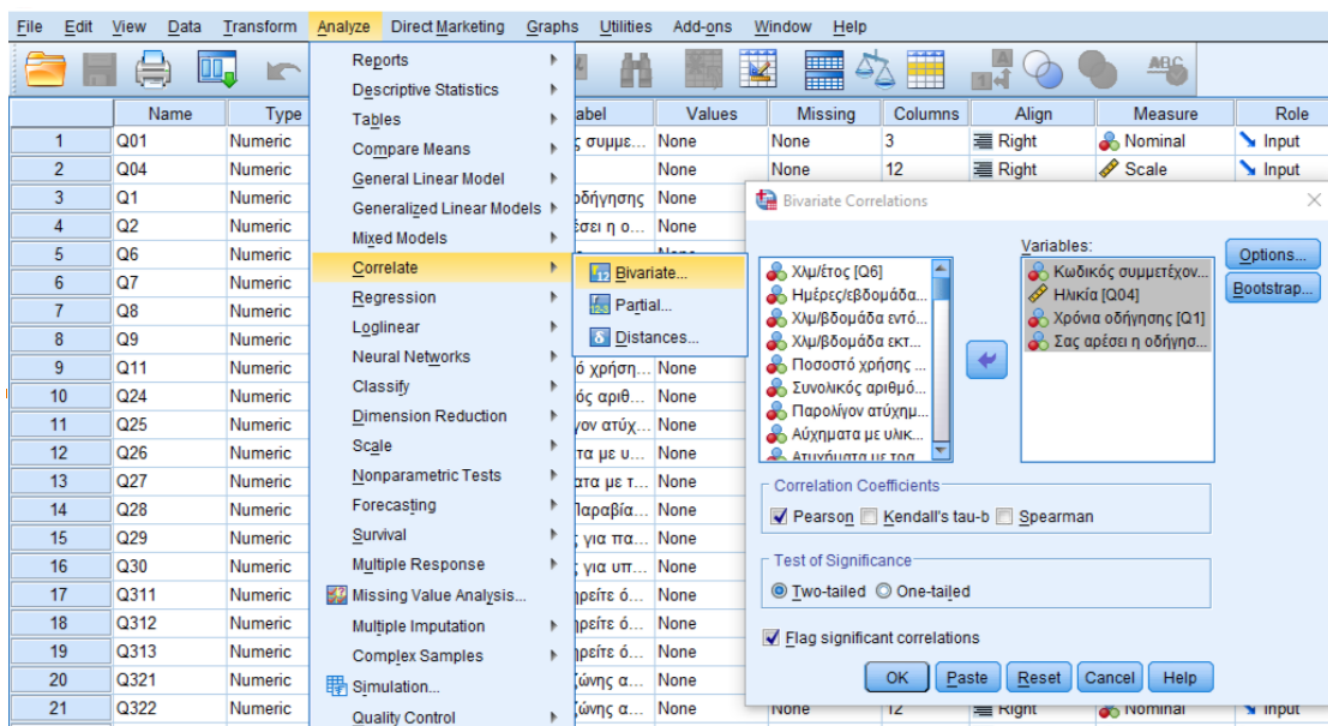 File Edit View Data Transform Analyze Direct Marketing Graphs Utilities Add-ons Window Help
Name Type Values Missing Columns Align Measure Role
1 Q01 Numeric ς συμμε... None None 3 Right Nominal Input
2 Q04 Numeric None None 12 Right Scale Input
3 Q1 Numeric οδήγησης None
4 Q2 Numeric None
5 Q6 Numeric
6 Q7 Numeric
7 Q8 Numeric
8 Q9 Numeric
9 Q11 Numeric ό χρήση... None
10 Q24 Numeric ός αριθ... None
11 Q25 Numeric γον ατύχ... None
12 Q26 Numeric τα με υ... None
13 Q27 Numeric ατα με τ... None
14 Q28 Numeric Παραβία... None
15 Q29 Numeric ς για πα... None
16 Q30 Numeric ς για υπ... None
17 Q311 Numeric ηρείτε ό... None
18 Q312 Numeric ηρείτε ό... None
19 Q313 Numeric ηρείτε ό... None
20 Q321 Numeric ζώνης α... None
21 Q322 Numeric ζώνης α... None None 12 Right Nominal Input
Reports
Descriptive Statistics
Tables
Compare Means
General Linear Model
Generalized Linear Models
Mixed Models
Correlate
Regression
Loglinear
Neural Networks
Classify
Dimension Reduction
Scale
Nonparametric Tests
Forecasting
Survival
Multiple Response
Missing Value Analysis...
Multiple Imputation
Complex Samples
Simulation...
Quality Control
Bivariate...
Partial...
Distances...
Bivariate Correlations
Variables:
Χλμ/έτος [Q6]
Ημέρες/εβδομάδα...
Χλμ/βδομάδα εντό...
Χλμ/βδομάδα εκτ...
Ποσοστό χρήσης ...
Συνολικός αριθμό...
Παρολίγον ατύχημ...
Αύχηματα με υλικ...
Ατυχήματα με τρα
Κωδικός συμμετέχον...
Ηλικία [Q04]
Χρόνια οδήγησης [Q1]
Σας αρέσει η οδήγησ...
Options...
Bootstrap...
Correlation Coefficients
Pearson Kendall's tau-b Spearman
Test of Significance
Two-tailed One-tailed
Flag significant correlations
OK Paste Reset Cancel Help